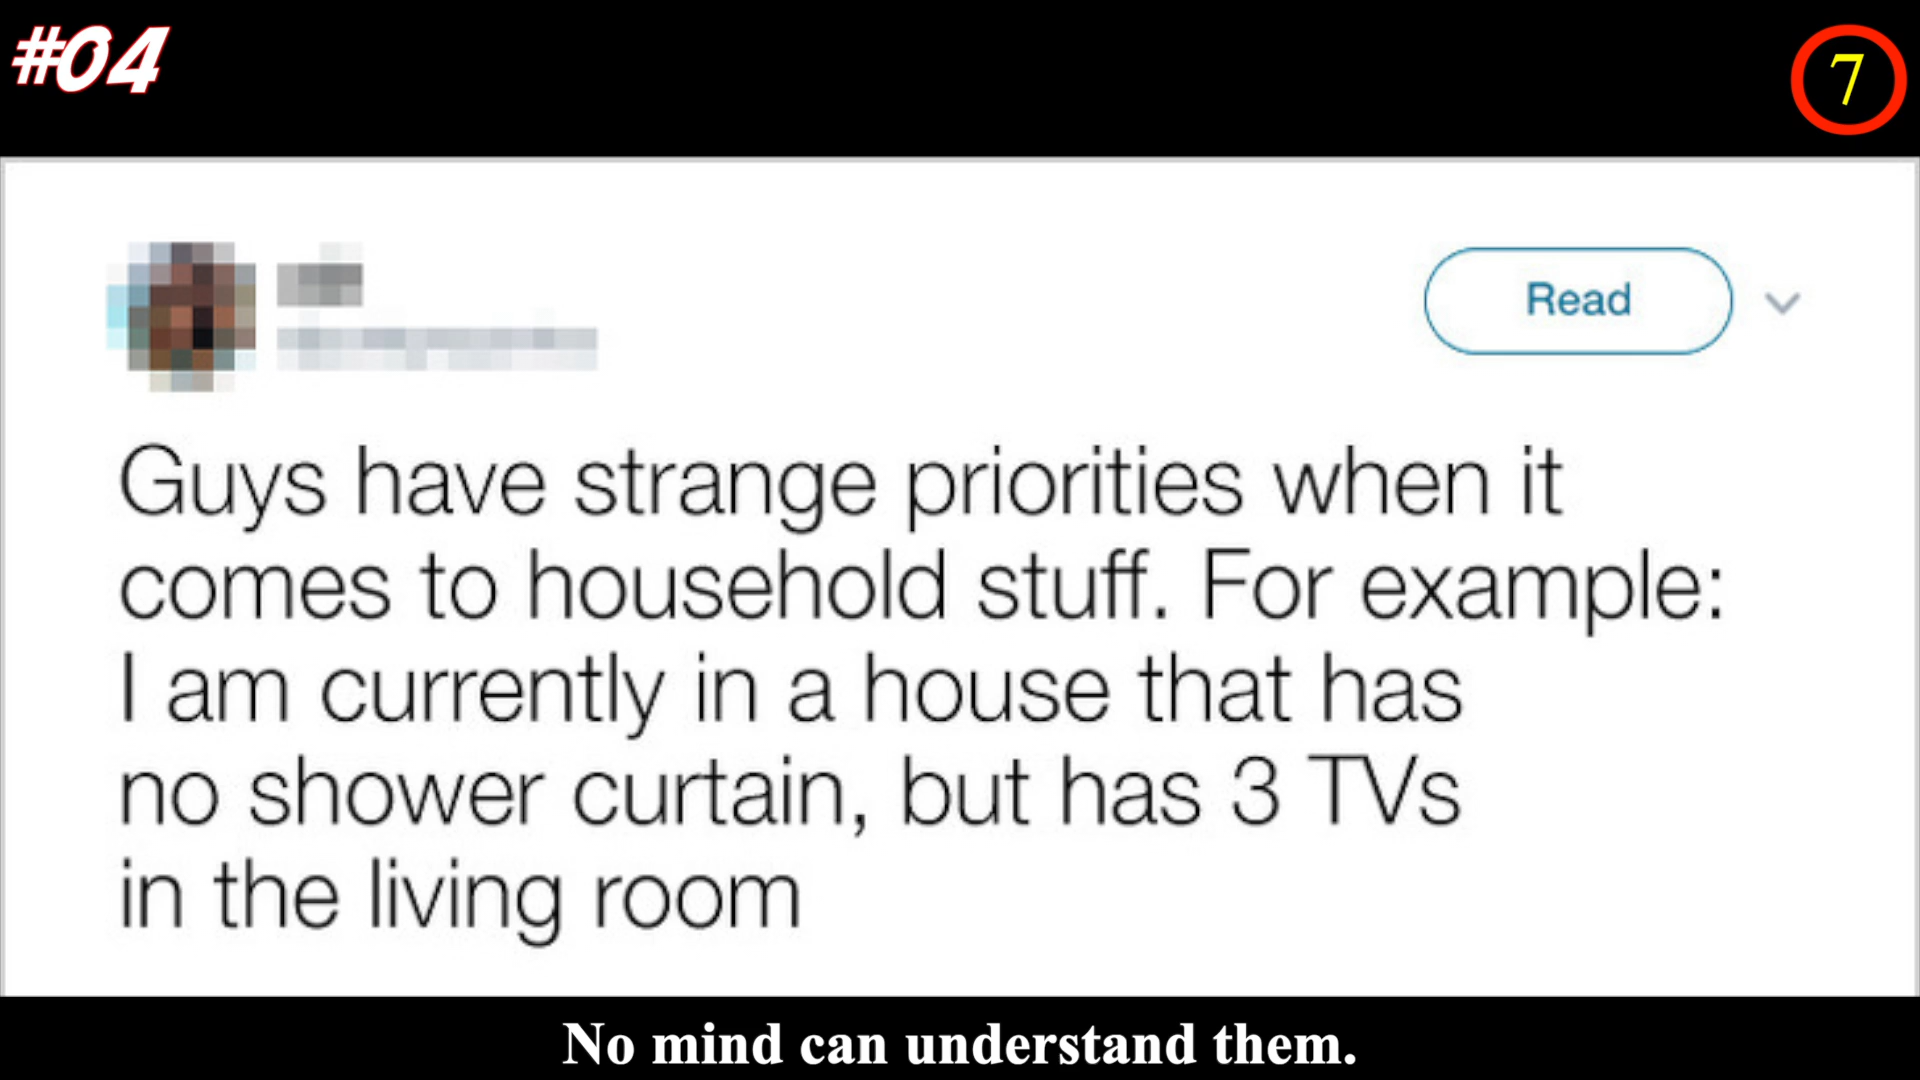 #04
7
Read
Guys have strange priorities when it
comes to household stuff. For example:
I am currently in a house that has
no shower curtain, but has 3 TVs
in the living room
No mind can understand them.